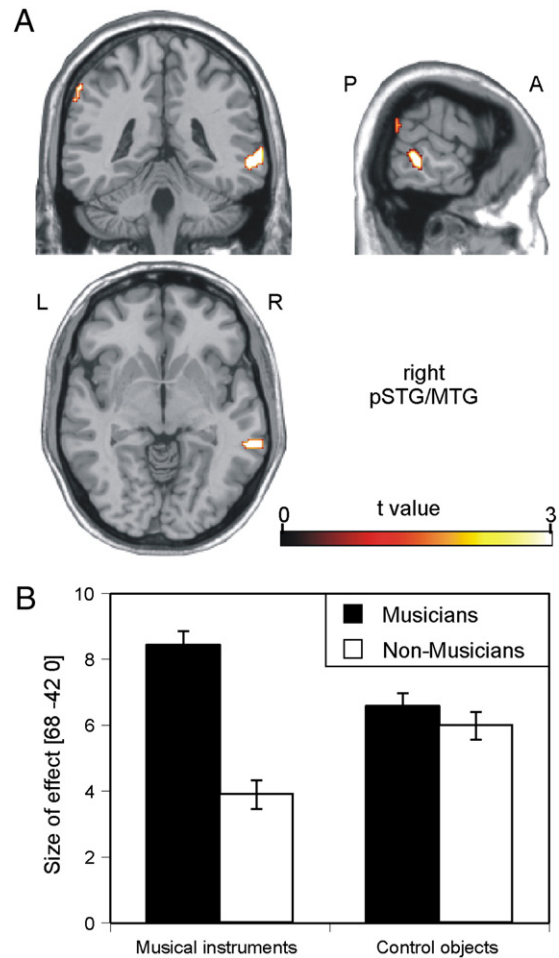 A
P A
L R
right
pSTG/MTG
t value
0 3
B
Size of effect [68 -42 0]
10
8
6
4
2
0
Musicians
Non-Musicians
Musical instruments Control objects